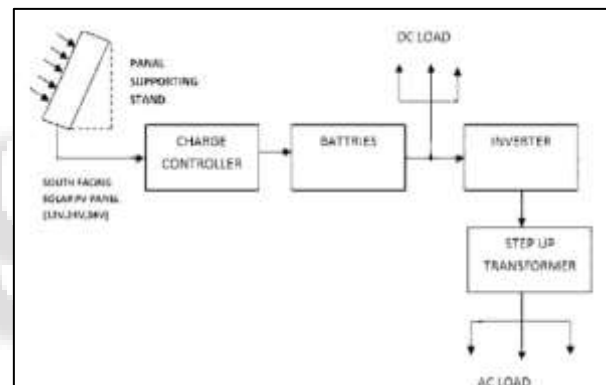 DC LOAD
PANAL
SUPPORTING
STAND
CHARGE
CONTROLLER
BATTRIES
INVERTER
SOUTH FACING
SOLAR PV PANEL
(12V,24V,36V)
STEP UP
TRANSFORMER
AC LOAD